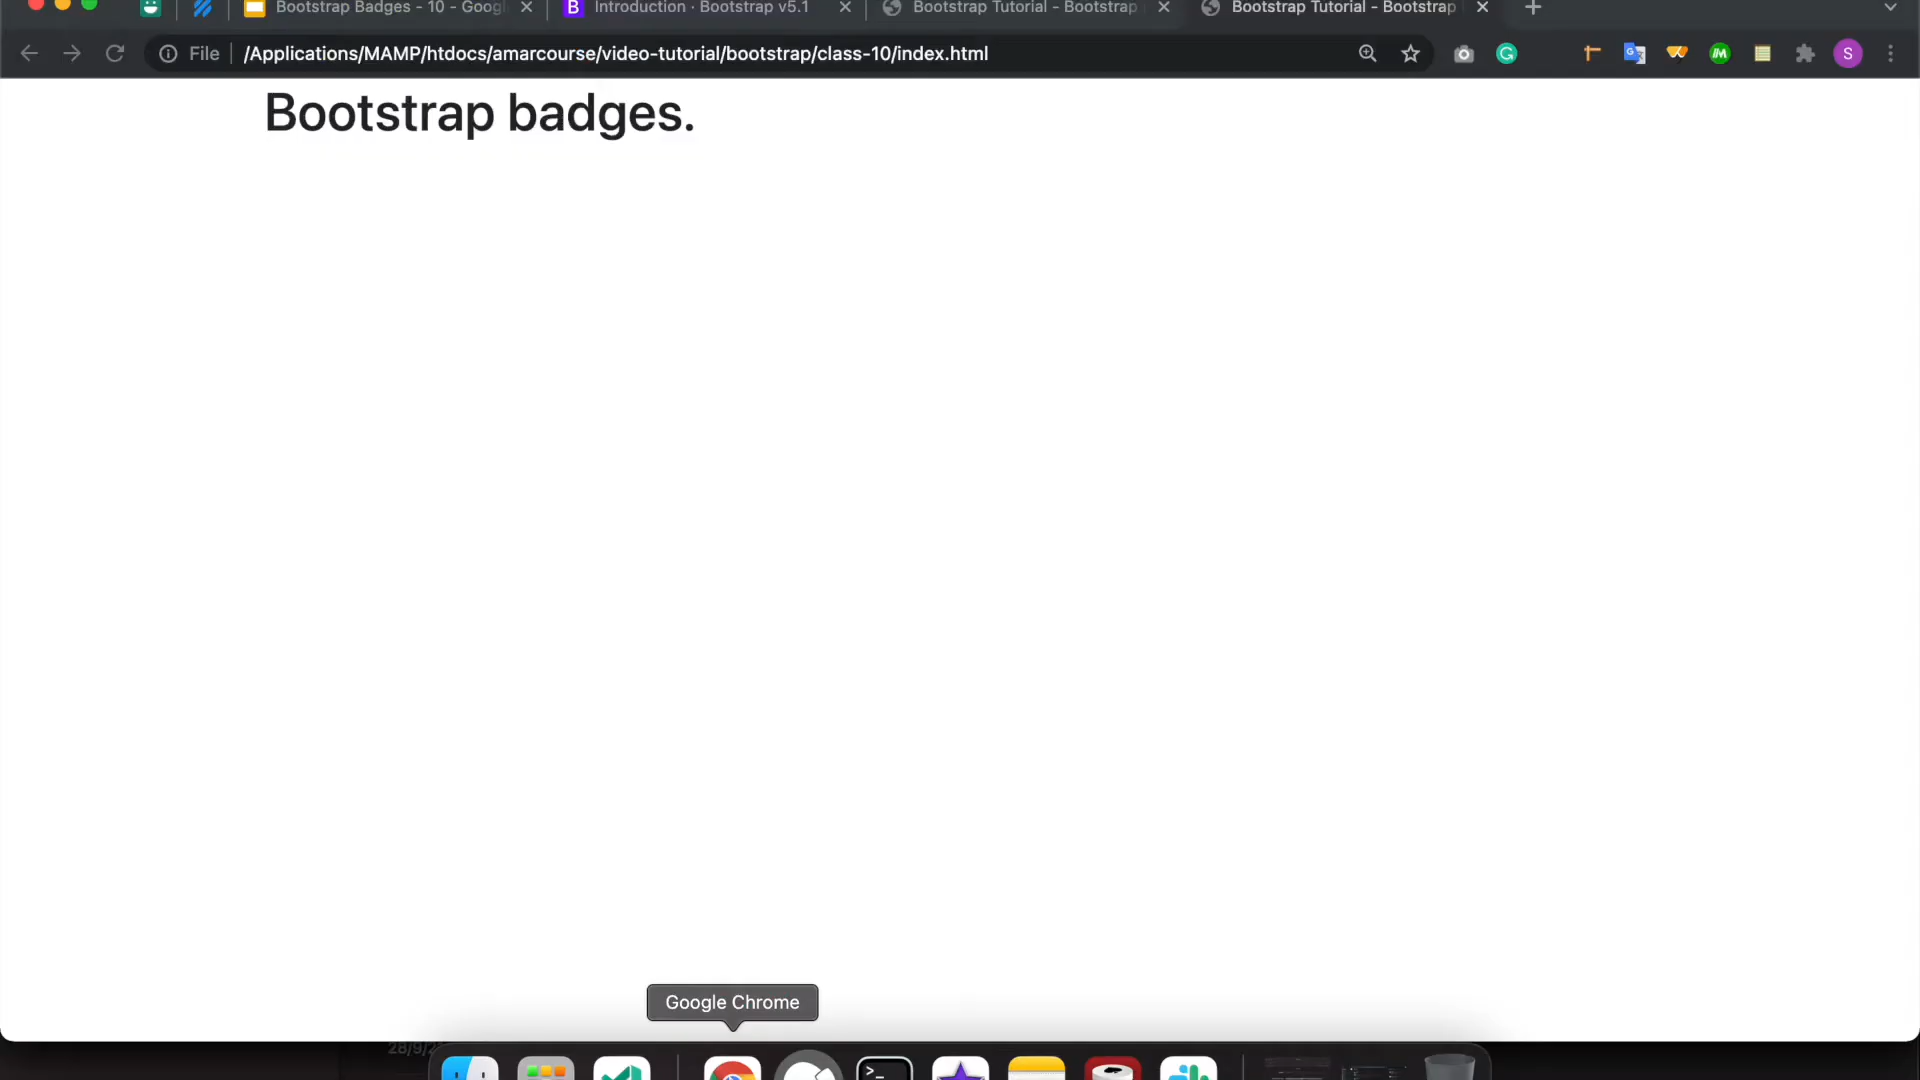 Bootstrap Badges - 10 - Goog
Introduction · Bootstrap v5.1
Bootstrap Tutorial - Bootstrap
Bootstrap Tutorial - Bootstrap
File
/Applications/MAMP/htdocs/amarcourse/video-tutorial/bootstrap/class-10/index.html
S
Bootstrap badges.
Google Chrome